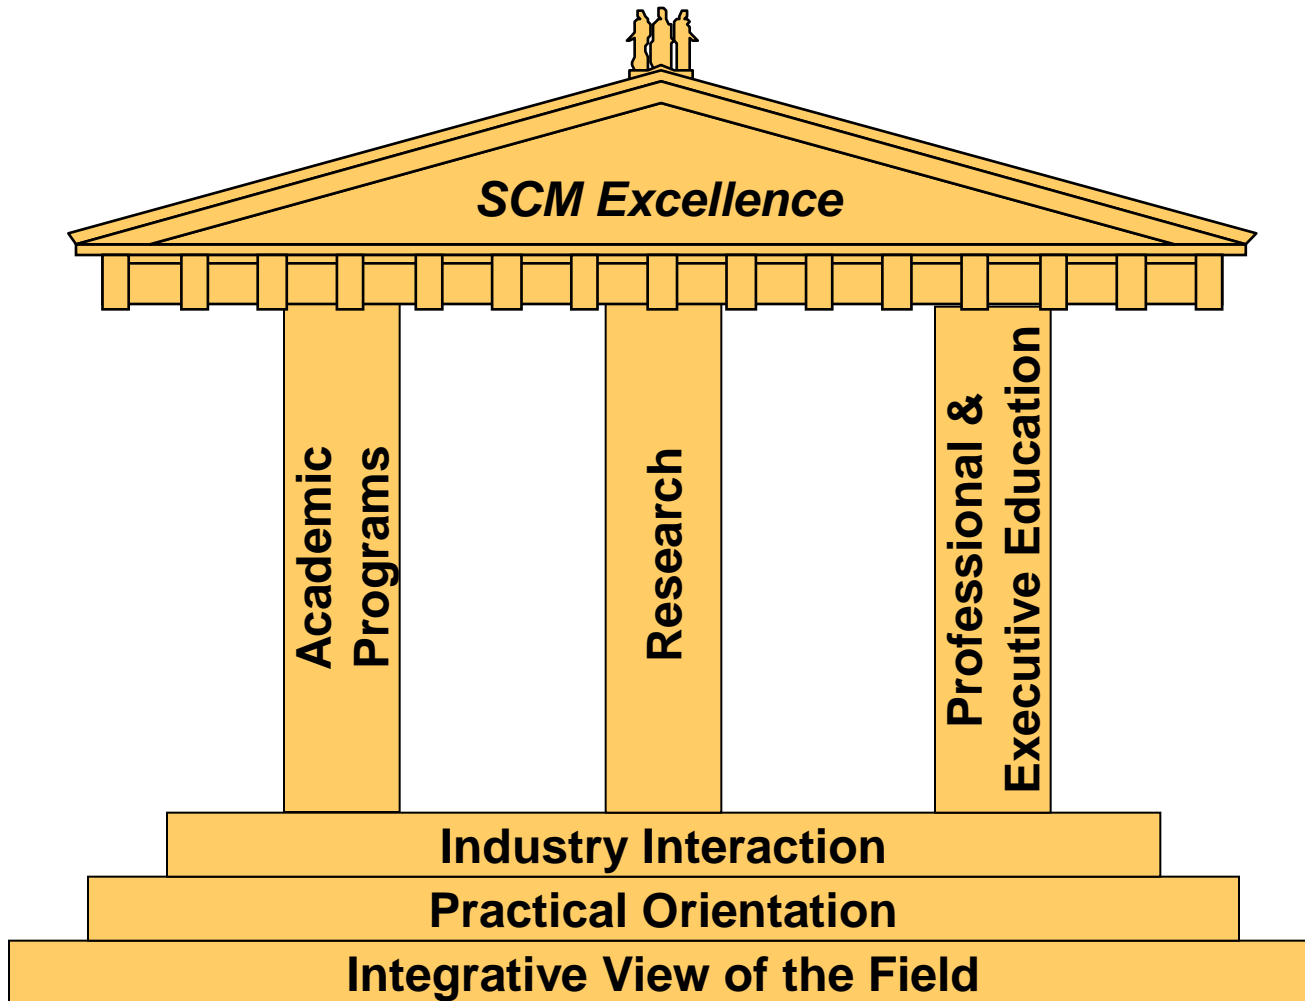 SCM Excellence
Academic
Programs
Research
Professional &
Executive Education
Industry Interaction
Practical Orientation
Integrative View of the Field